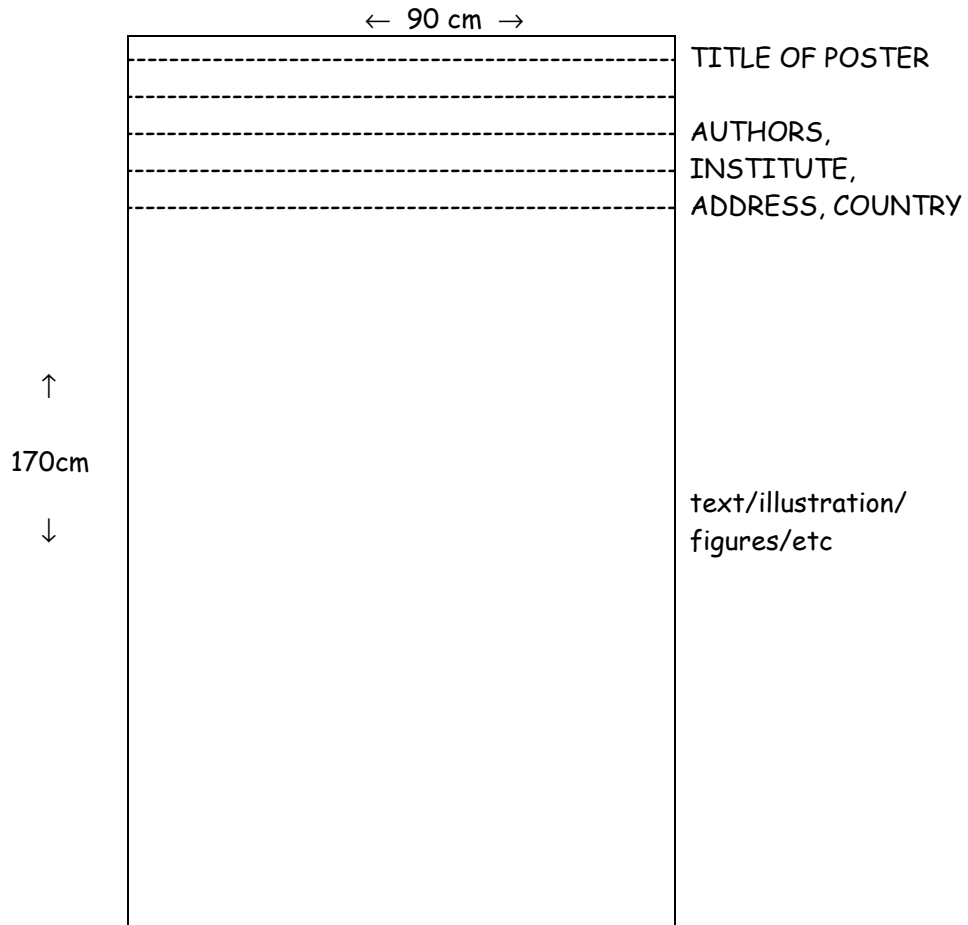 ← 90 cm →
TITLE OF POSTER
AUTHORS,
INSTITUTE,
ADDRESS, COUNTRY
↑
170cm
↓
text/illustration/
figures/etc